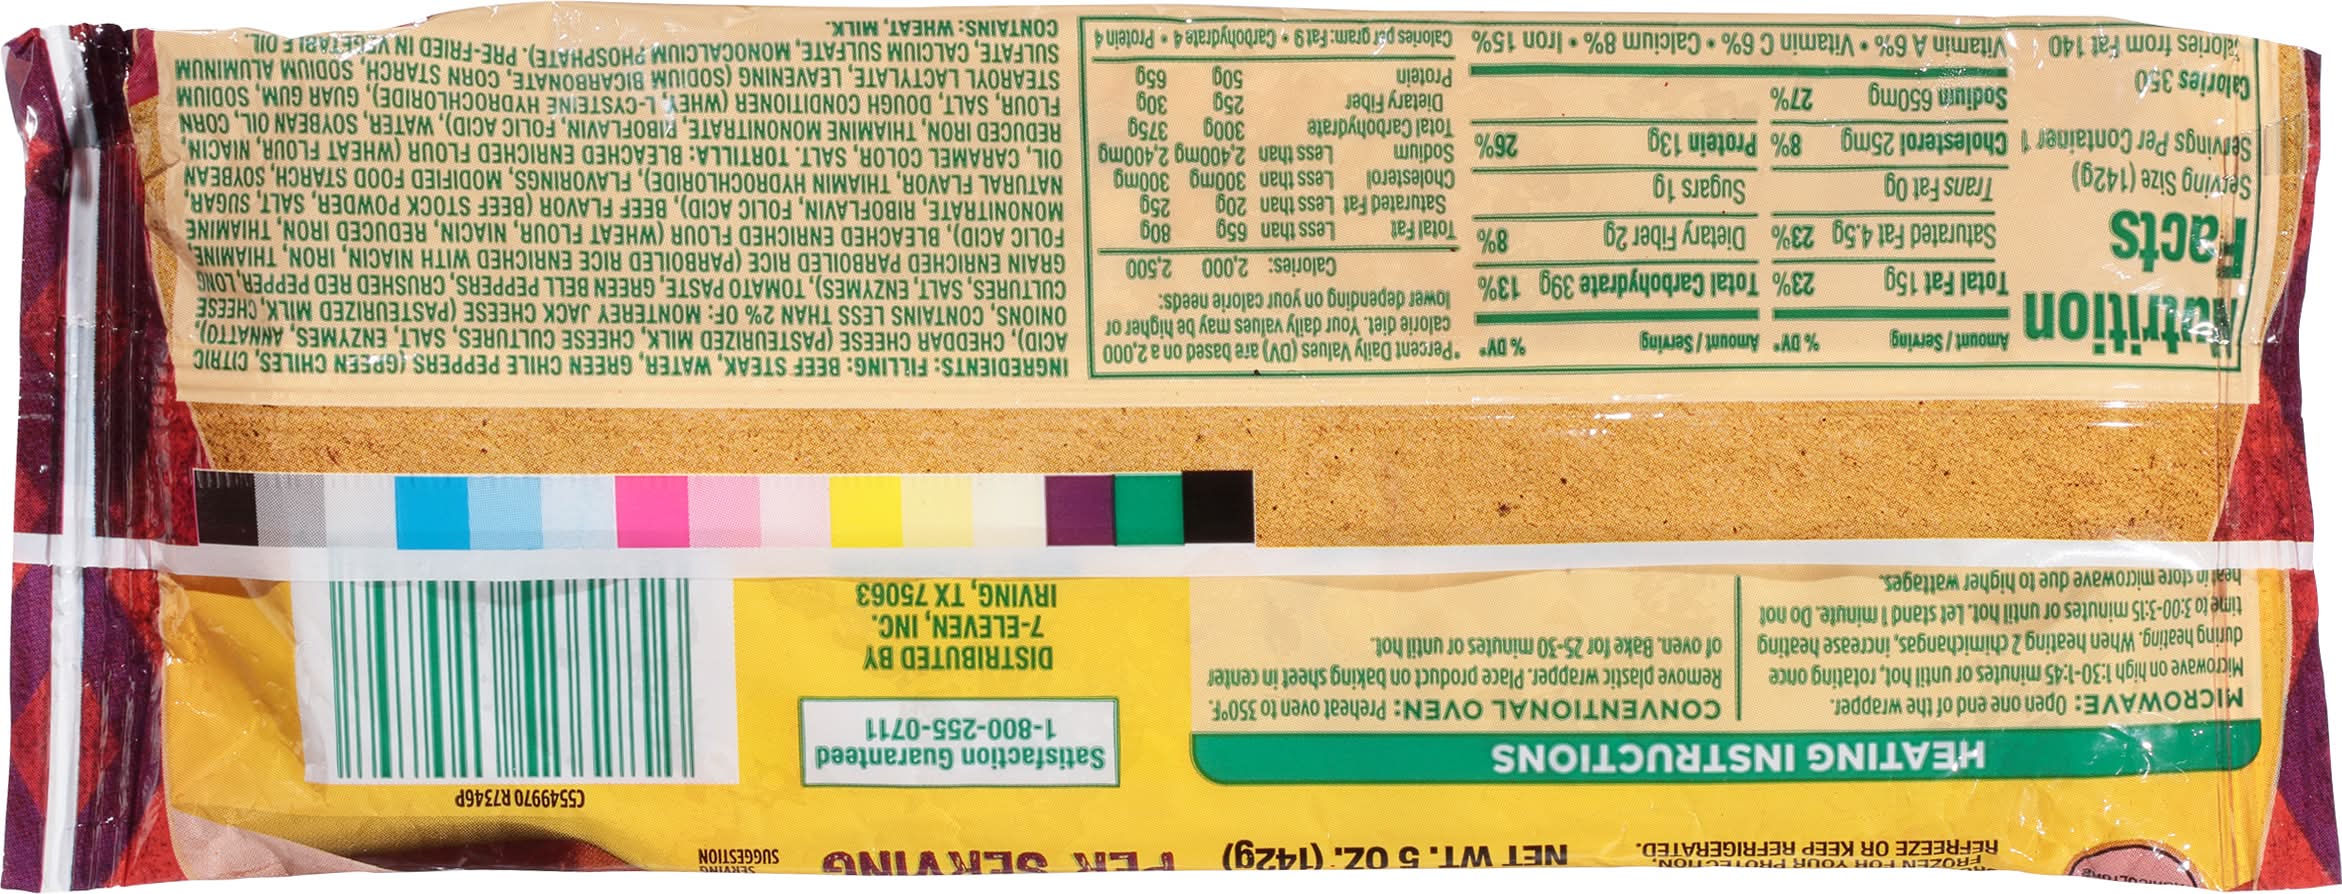 REFREEZE OR KEEP REFRIGERATED.
NET WT. 5 OZ. (142g)
PER SERVING
SERVING
SUGGESTION
HEATING INSTRUCTIONS
MICROWAVE: Open one end of the wrapper.
Microwave on high 1:30-1:45 minutes or until hot, rotating once
during heating. When heating 2 chimichangas, increase heating
time to 3:00-3:15 minutes or until hot. Let stand 1 minute. Do not
heat in store microwave due to higher wattages.
CONVENTIONAL OVEN: Preheat oven to 350°F.
Remove plastic wrapper. Place product on baking sheet in center
of oven. Bake for 25-30 minutes or until hot.
Satisfaction Guaranteed
1-800-255-0711
DISTRIBUTED BY
7-ELEVEN, INC.
IRVING, TX 75063
C5549970 R7346P
Nutrition
Facts
Serving Size (142g)
Servings Per Container 1
Calories 350
Calories from Fat 140
Amount / Serving % DV*
Total Fat 15g 23%
Saturated Fat 4.5g 23%
Trans Fat 0g
Cholesterol 25mg 8%
Sodium 650mg 27%
Amount / Serving % DV*
Total Carbohydrate 39g 13%
Dietary Fiber 2g 8%
Sugars 1g
Protein 13g 26%
Vitamin A 6% • Vitamin C 6% • Calcium 8% • Iron 15%
*Percent Daily Values (DV) are based on a 2,000
calorie diet. Your daily values may be higher or
lower depending on your calorie needs:
Calories: 2,000 2,500
Total Fat Less than 65g 80g
Saturated Fat Less than 20g 25g
Cholesterol Less than 300mg 300mg
Sodium Less than 2,400mg 2,400mg
Total Carbohydrate 300g 375g
Dietary Fiber 25g 30g
Protein 50g 65g
Calories per gram: Fat 9 • Carbohydrate 4 • Protein 4
INGREDIENTS: FILLING: BEEF STEAK, WATER, GREEN CHILE PEPPERS (GREEN CHILES, CITRIC
ACID), CHEDDAR CHEESE (PASTEURIZED MILK, CHEESE CULTURES, SALT, ENZYMES, ANNATTO),
ONIONS, CONTAINS LESS THAN 2% OF: MONTEREY JACK CHEESE (PASTEURIZED MILK, CHEESE
CULTURES, SALT, ENZYMES), TOMATO PASTE, GREEN BELL PEPPERS, CRUSHED RED PEPPER, LONG
GRAIN ENRICHED PARBOILED RICE (PARBOILED RICE ENRICHED WITH NIACIN, IRON, THIAMINE,
FOLIC ACID), BLEACHED ENRICHED FLOUR (WHEAT FLOUR, NIACIN, REDUCED IRON, THIAMINE
MONONITRATE, RIBOFLAVIN, FOLIC ACID), BEEF FLAVOR (BEEF STOCK POWDER, SALT, SUGAR,
NATURAL FLAVOR, THIAMIN HYDROCHLORIDE), FLAVORINGS, MODIFIED FOOD STARCH, SOYBEAN
OIL, CARAMEL COLOR, SALT. TORTILLA: BLEACHED ENRICHED FLOUR (WHEAT FLOUR, NIACIN,
REDUCED IRON, THIAMINE MONONITRATE, RIBOFLAVIN, FOLIC ACID), WATER, SOYBEAN OIL, CORN
FLOUR, SALT, DOUGH CONDITIONER (WHEY, L-CYSTEINE HYDROCHLORIDE), GUAR GUM, SODIUM
STEAROYL LACTYLATE, LEAVENING (SODIUM BICARBONATE, CORN STARCH, SODIUM ALUMINUM
SULFATE, CALCIUM SULFATE, MONOCALCIUM PHOSPHATE). PRE-FRIED IN VEGETABLE OIL.
CONTAINS: WHEAT, MILK.